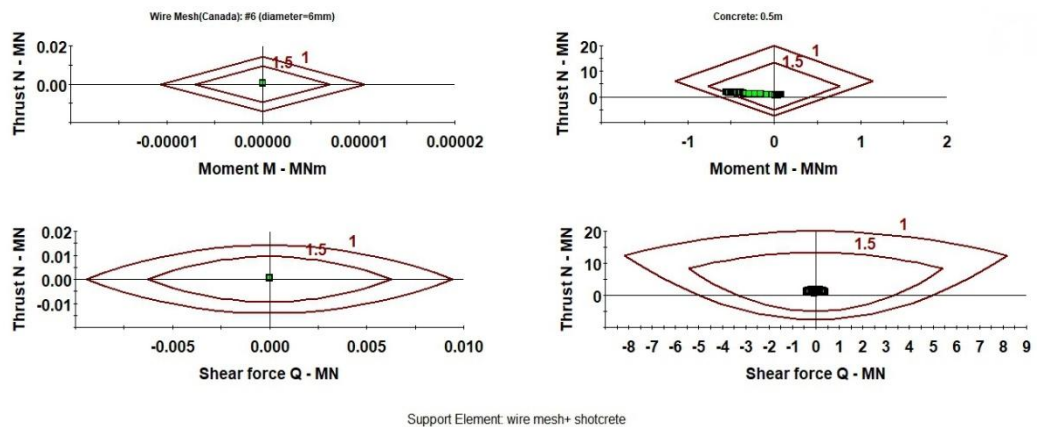 Wire Mesh(Canada): #6 (diameter=6mm)
Thrust N - MN
0.02
0.00
1.5
1
-0.00001 0.00000 0.00001 0.00002
Moment M - MNm
Concrete: 0.5m
Thrust N - MN
20
10
0
1.5
1
-1 0 1 2
Moment M - MNm
Thrust N - MN
0.02
0.01
0.00
-0.01
1.5
1
-0.005 0.000 0.005 0.010
Shear force Q - MN
Thrust N - MN
20
10
0
1.5
1
-8 -7 -6 -5 -4 -3 -2 -1 0 1 2 3 4 5 6 7 8 9
Shear force Q - MN
Support Element: wire mesh+ shotcrete